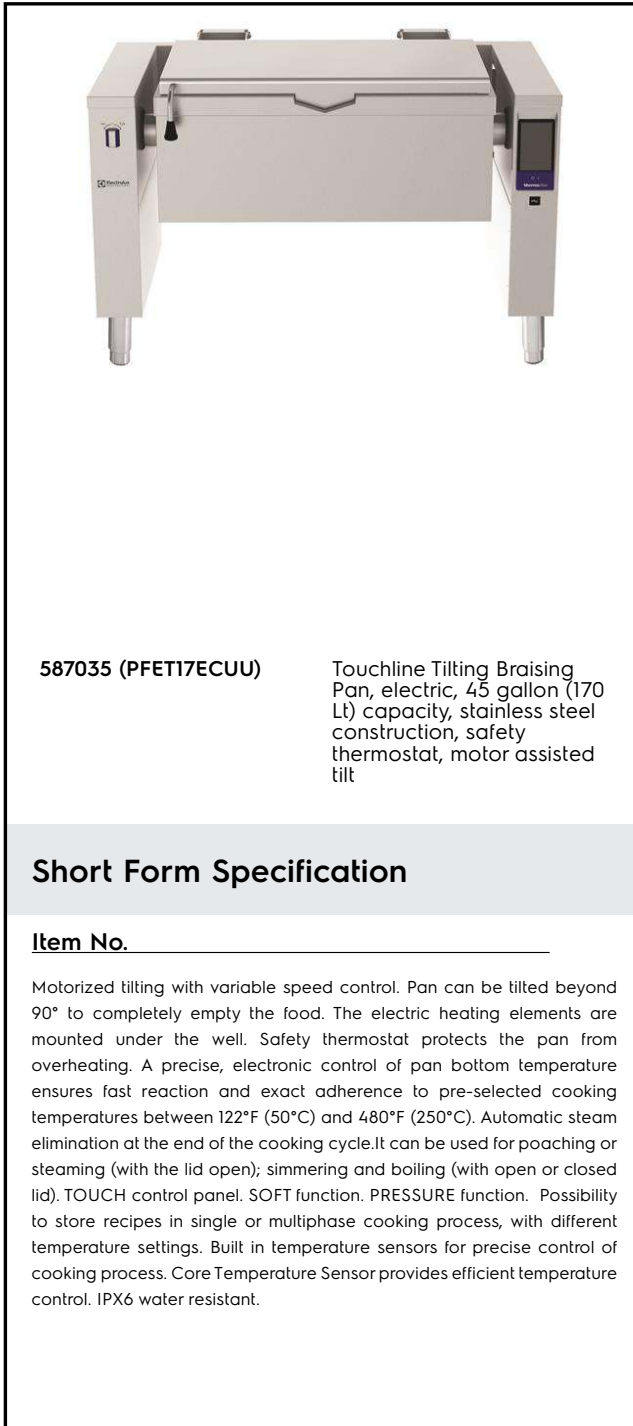 Electrolux
587035 (PFET17ECUU)
Touchline Tilting Braising
Pan, electric, 45 gallon (170
Lt) capacity, stainless steel
construction, safety
thermostat, motor assisted
tilt
Short Form Specification
Item No.
Motorized tilting with variable speed control. Pan can be tilted beyond
90° to completely empty the food. The electric heating elements are
mounted under the well. Safety thermostat protects the pan from
overheating. A precise, electronic control of pan bottom temperature
ensures fast reaction and exact adherence to pre-selected cooking
temperatures between 122°F (50°C) and 480°F (250°C). Automatic steam
elimination at the end of the cooking cycle.It can be used for poaching or
steaming (with the lid open); simmering and boiling (with open or closed
lid). TOUCH control panel. SOFT function. PRESSURE function. Possibility
to store recipes in single or multiphase cooking process, with different
temperature settings. Built in temperature sensors for precise control of
cooking process. Core Temperature Sensor provides efficient temperature
control. IPX6 water resistant.